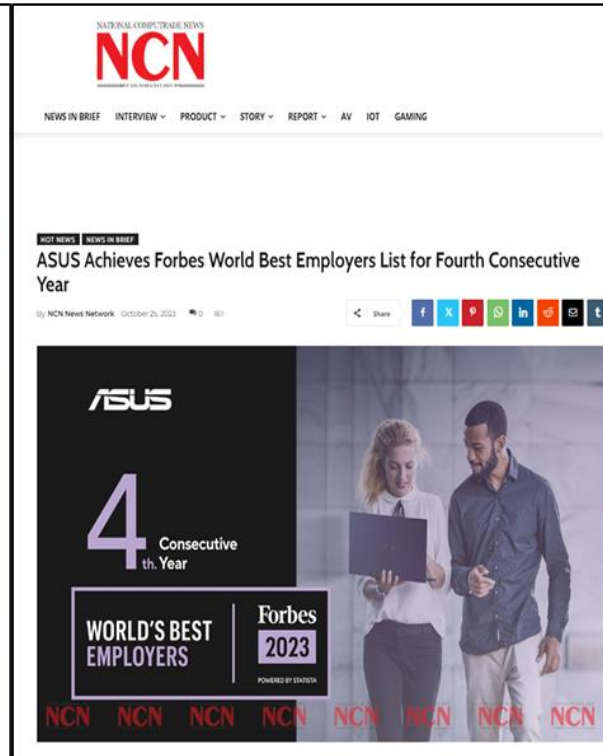 NATIONAL COMPUTRADE NEWS
NCN
NEWS IN BRIEF INTERVIEW PRODUCT STORY REPORT AV IOT GAMING
HOT NEWS NEWS IN BRIEF
ASUS Achieves Forbes World Best Employers List for Fourth Consecutive
Year
By NCN News Network October 25, 2023 0 167
Share
ASUS
4th. Consecutive
Year
WORLD'S BEST
EMPLOYERS
Forbes
2023
POWERED BY STATISTA
NCN NCN NCN NCN NCN NCN NCN NCN